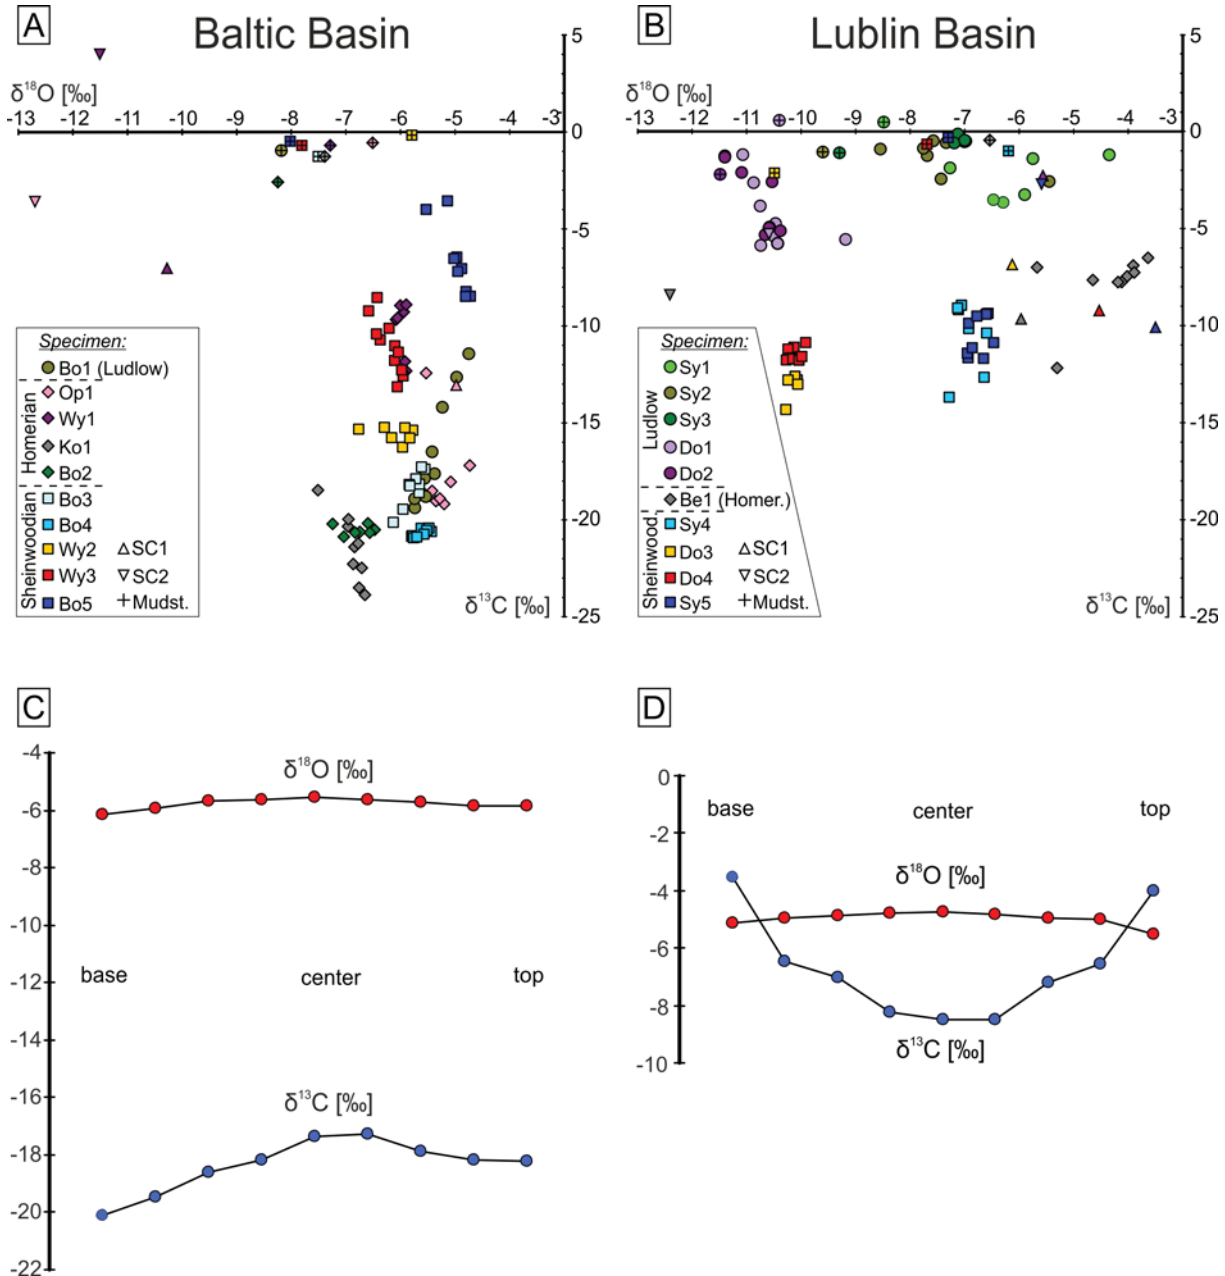 A
Baltic Basin
δ18O [‰]
-13 -12 -11 -10 -9 -8 -7 -6 -5 -4 -3
5
0
-5
-10
-15
-20
-25
δ13C [‰]
Specimen:
Bo1 (Ludlow)
Homerian
Op1
Wy1
Ko1
Bo2
Sheinwoodian
Bo3
Bo4
Wy2
Wy3
Bo5
SC1
SC2
Mudst.
B
Lublin Basin
δ18O [‰]
-13 -12 -11 -10 -9 -8 -7 -6 -5 -4 -3
5
0
-5
-10
-15
-20
-25
δ13C [‰]
Specimen:
Ludlow
Sy1
Sy2
Sy3
Do1
Do2
Be1 (Homer.)
Sheinwood
Sy4
Do3
Do4
Sy5
SC1
SC2
Mudst.
C
-4
-6
-8
-10
-12
-14
-16
-18
-20
-22
δ18O [‰]
base center top
δ13C [‰]
D
0
-2
-4
-6
-8
-10
base center top
δ18O [‰]
δ13C [‰]